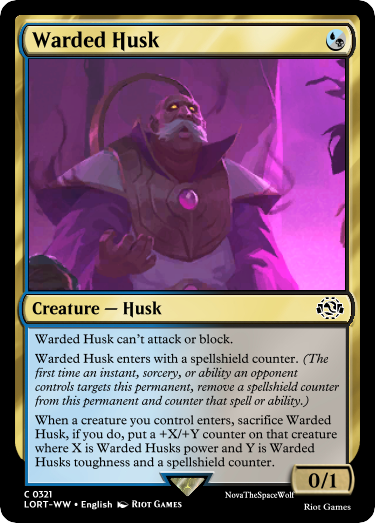 Warded Husk
Creature — Husk
Warded Husk can't attack or block.
Warded Husk enters with a spellshield counter. (The
first time an instant, sorcery, or ability an opponent
controls targets this permanent, remove a spellshield counter
from this permanent and counter that spell or ability.)
When a creature you control enters, sacrifice Warded
Husk, if you do, put a +X/+Y counter on that creature
where X is Warded Husks power and Y is Warded
Husks toughness and a spellshield counter.
0/1
C 0321
NovaTheSpaceWolf
LORT-WW • English Riot Games
Riot Games